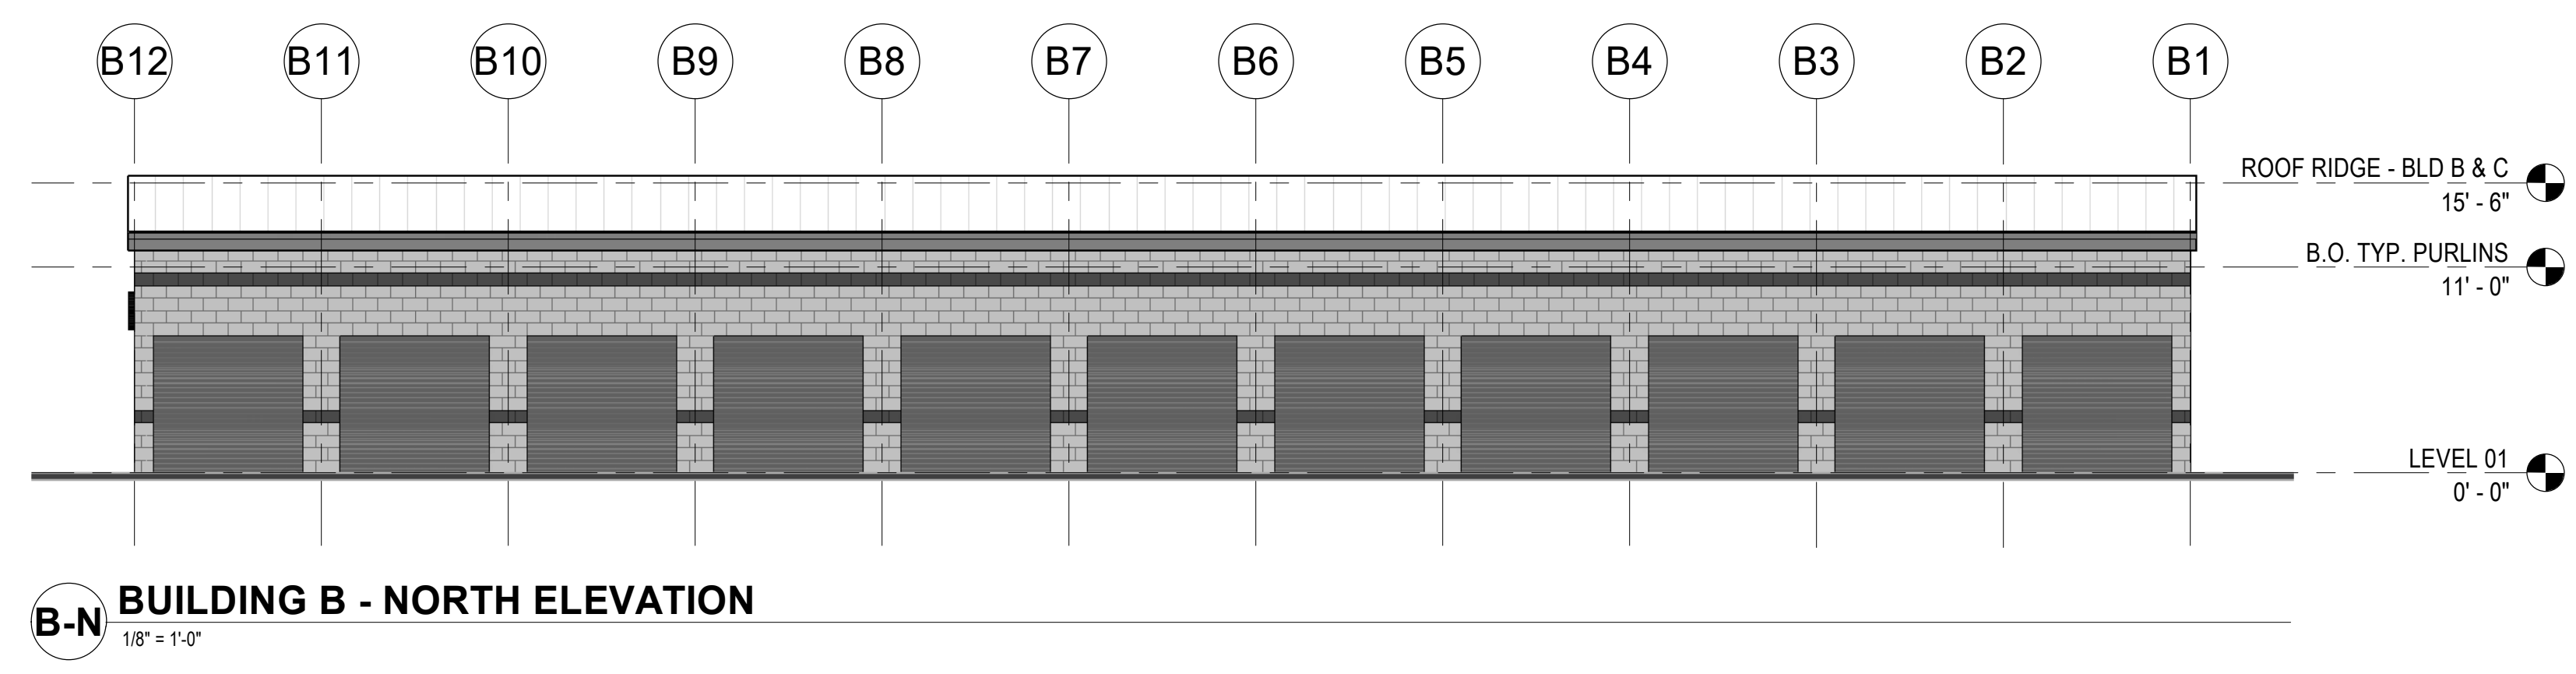 B12 B11 B10 B9 B8 B7 B6 B5 B4 B3 B2 B1
ROOF RIDGE - BLD B & C
15' - 6"
B.O. TYP. PURLINS
11' - 0"
LEVEL 01
0' - 0"
B-N
BUILDING B - NORTH ELEVATION
1/8" = 1'-0"